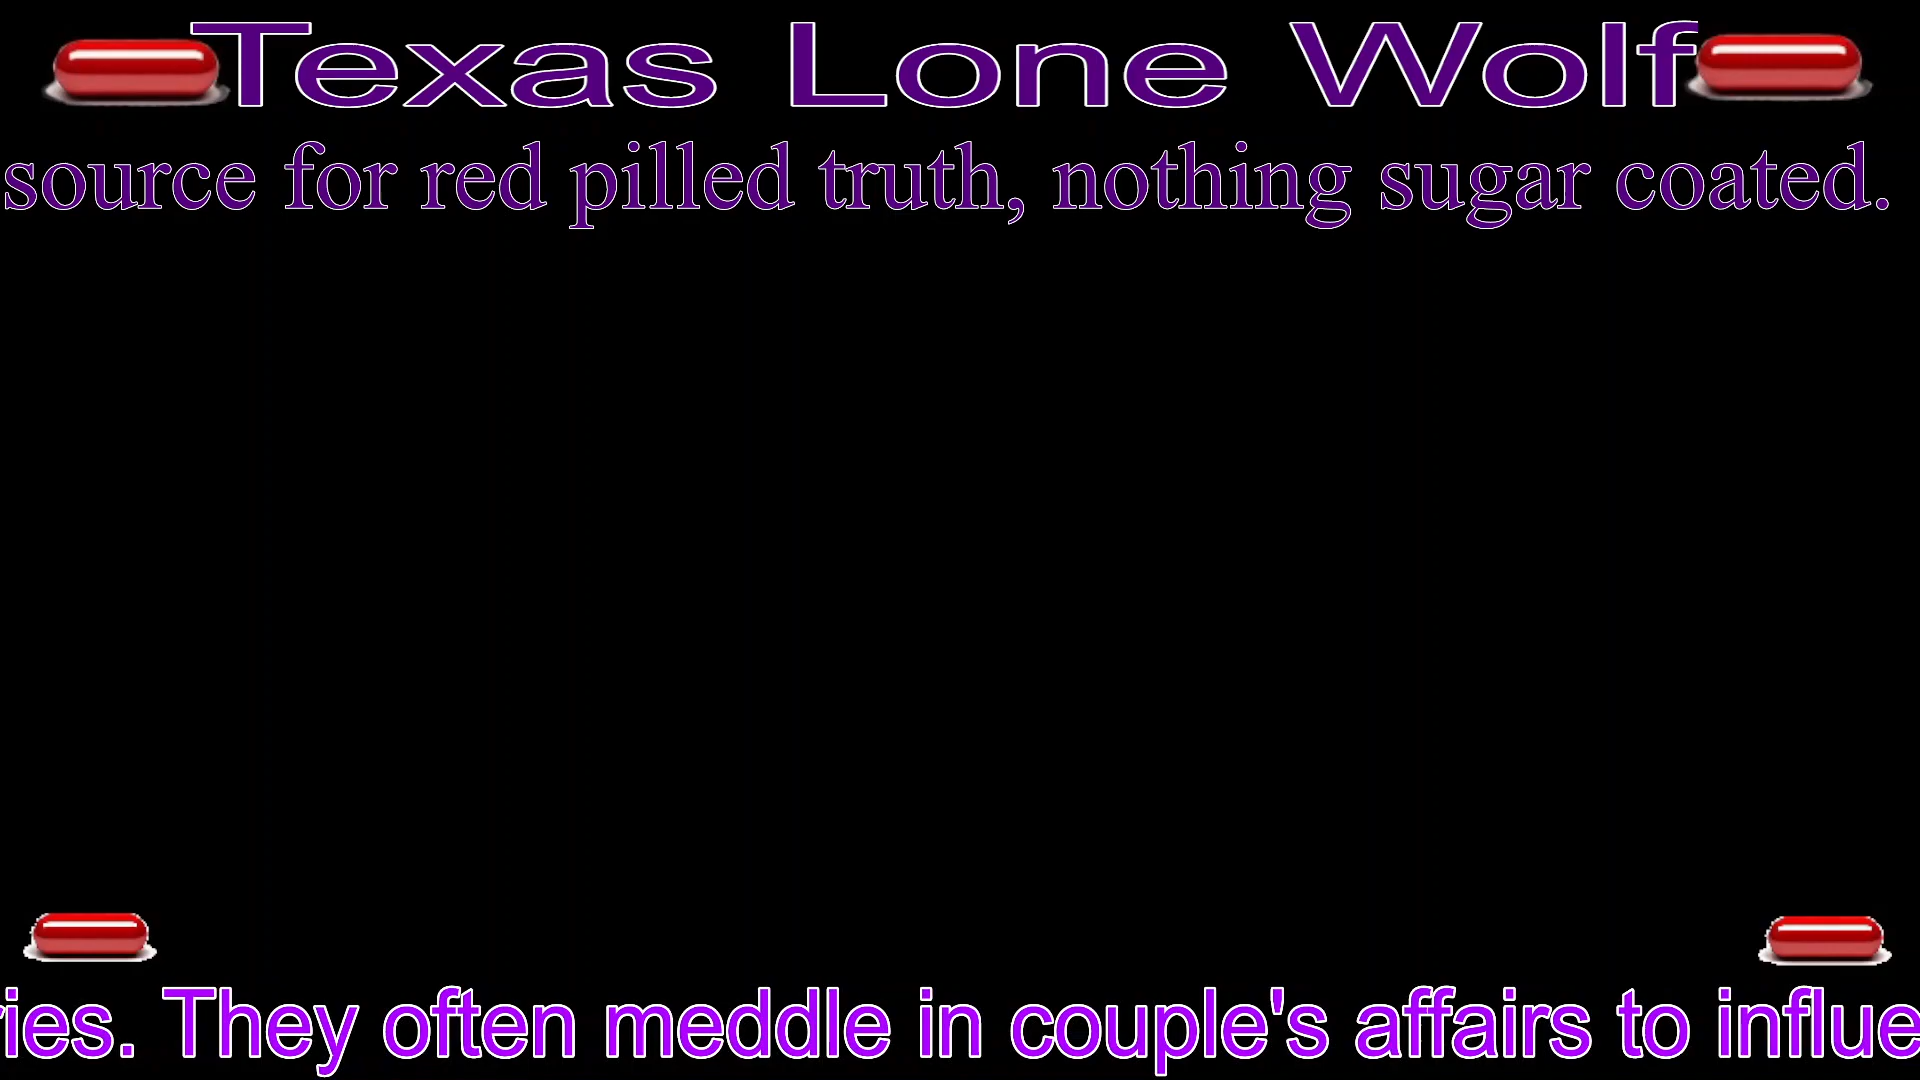 Texas Lone Wolf
source for red pilled truth, nothing sugar coated.
ries. They often meddle in couple's affairs to influe